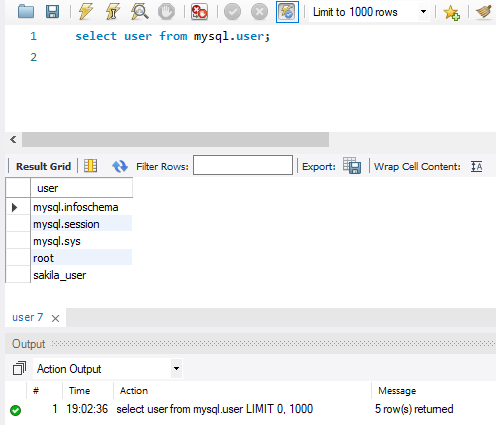 Limit to 1000 rows
1 select user from mysql.user;
2
Result Grid Filter Rows: Export: Wrap Cell Content:
user
mysql.infoschema
mysql.session
mysql.sys
root
sakila_user
user 7
Output
Action Output
# Time Action Message
1 19:02:36 select user from mysql.user LIMIT 0, 1000 5 row(s) returned